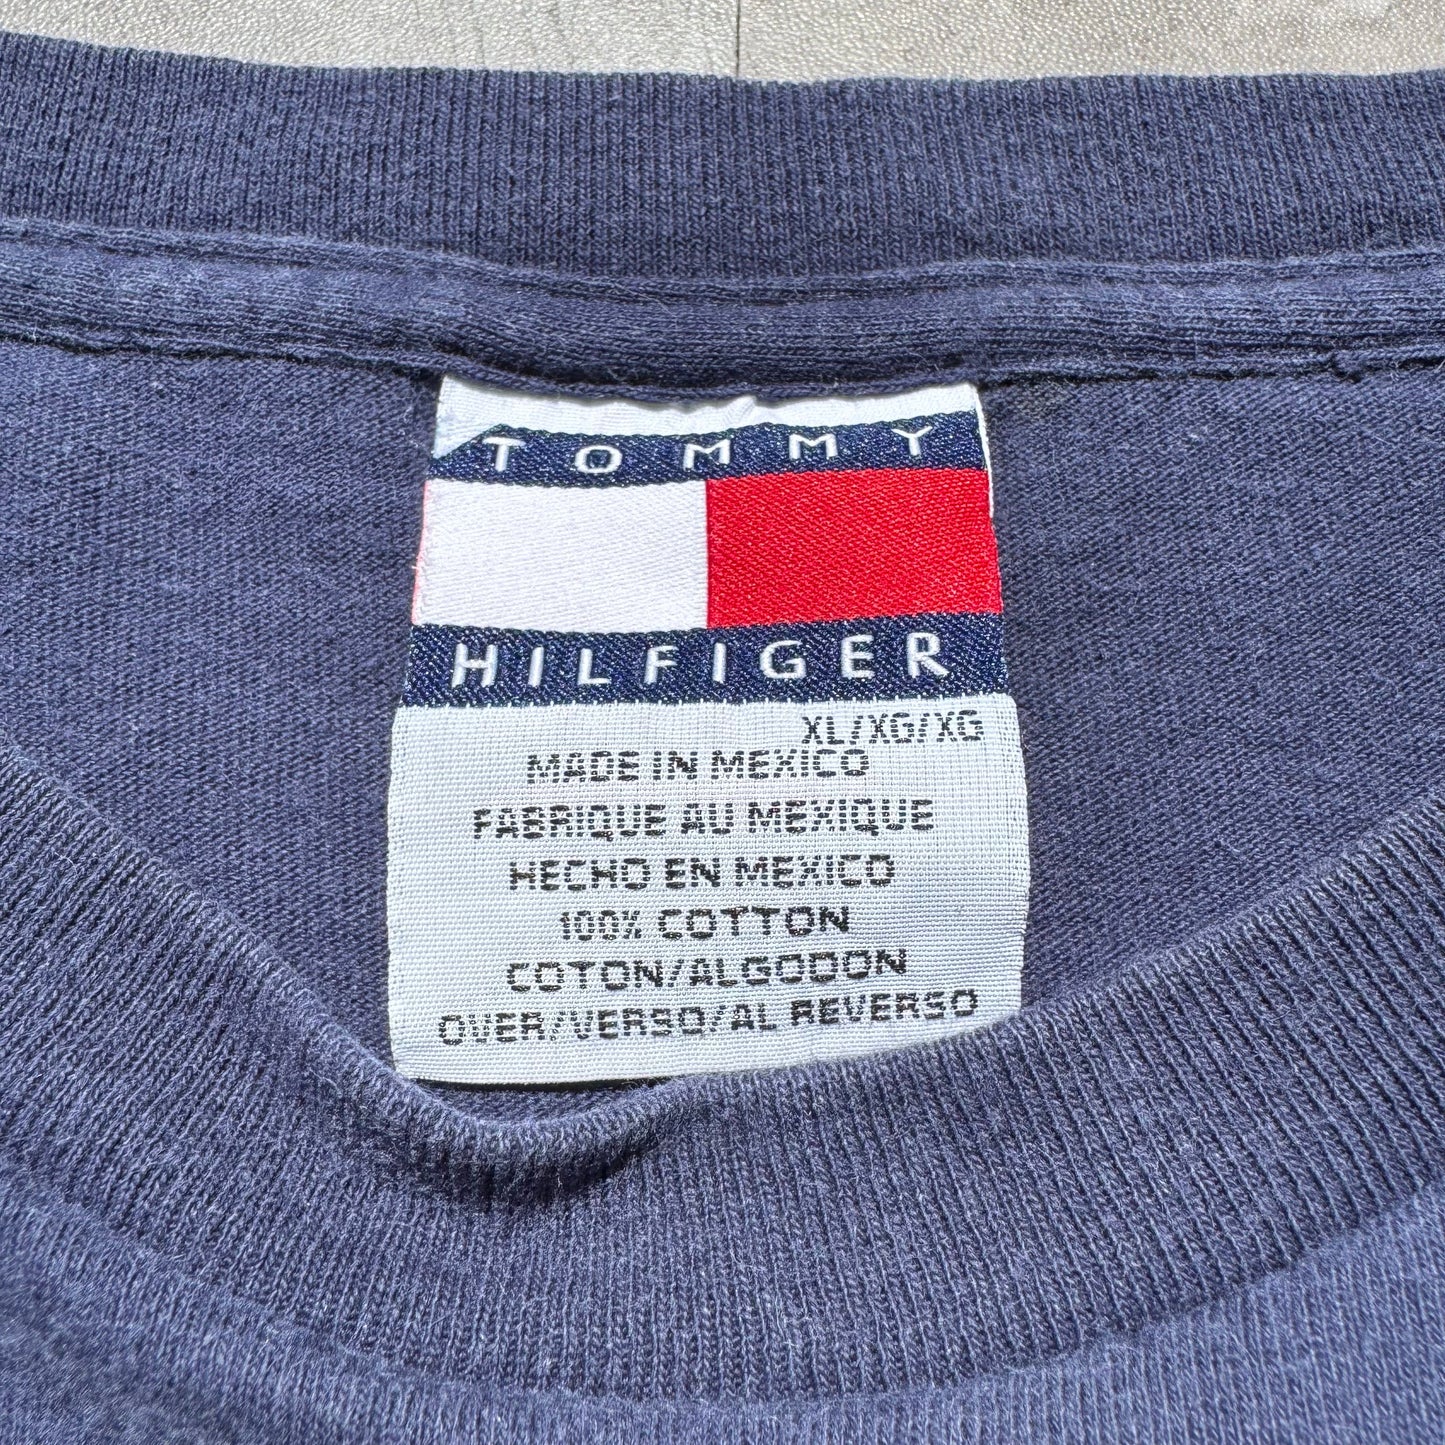 TOMMY
HILFIGER
XL/XG/XG
MADE IN MEXICO
FABRIQUE AU MEXIQUE
HECHO EN MEXICO
100% COTTON
COTON/ALGODON
OVER/VERSO/AL REVERSO